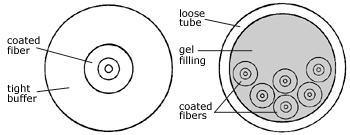 coated
fiber
tight
buffer
loose
tube
gel
filling
coated
fibers